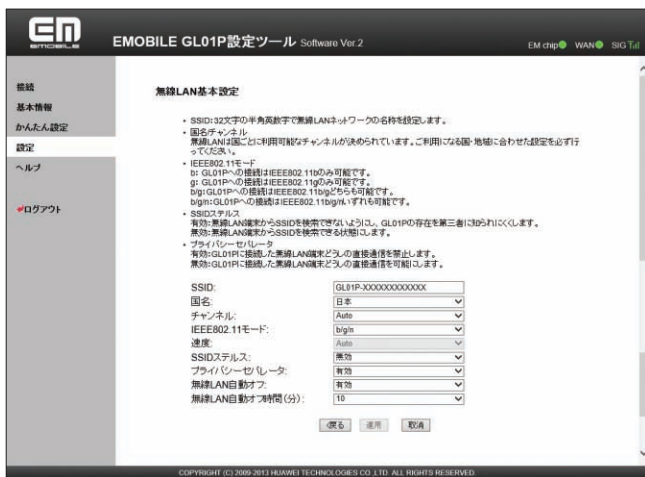 EM
EMOBILE
EMOBILE GL01P設定ツール Software Ver.2
EM chip WAN SIG
接続
基本情報
かんたん設定
設定
ヘルプ
ログアウト
無線LAN基本設定
• SSID:32文字の半角英数字で無線LANネットワークの名称を設定します。
• 国名チャンネル
無線LANは国ごとに利用可能なチャンネルが決められています。ご利用になる国・地域に合わせた設定を必ず行
ってください。
• IEEE802.11モード
b: GL01Pへの接続はIEEE802.11bのみ可能です。
g: GL01Pへの接続はIEEE802.11gのみ可能です。
b/g:GL01Pへの接続はIEEE802.11b/gどちらも可能です。
b/g/n:GL01Pへの接続はIEEE802.11b/g/nいずれも可能です。
• SSIDステルス
有効:無線LAN端末からSSIDを検索できないようにし、GL01Pの存在を第三者に知られにくくします。
無効:無線LAN端末からSSIDを検索できる状態にします。
• プライバシーセパレータ
有効:GL01Pに接続した無線LAN端末どうしの直接通信を禁止します。
無効:GL01Pに接続した無線LAN端末どうしの直接通信を可能にします。
SSID: GL01P-XXXXXXXXXXXX
国名: 日本
チャンネル: Auto
IEEE802.11モード: b/g/n
速度: Auto
SSIDステルス: 無効
プライバシーセパレータ: 有効
無線LAN自動オフ: 有効
無線LAN自動オフ時間(分): 10
<戻る 適用 取消
COPYRIGHT (C) 2009-2013 HUAWEI TECHNOLOGIES CO.,LTD. ALL RIGHTS RESERVED.